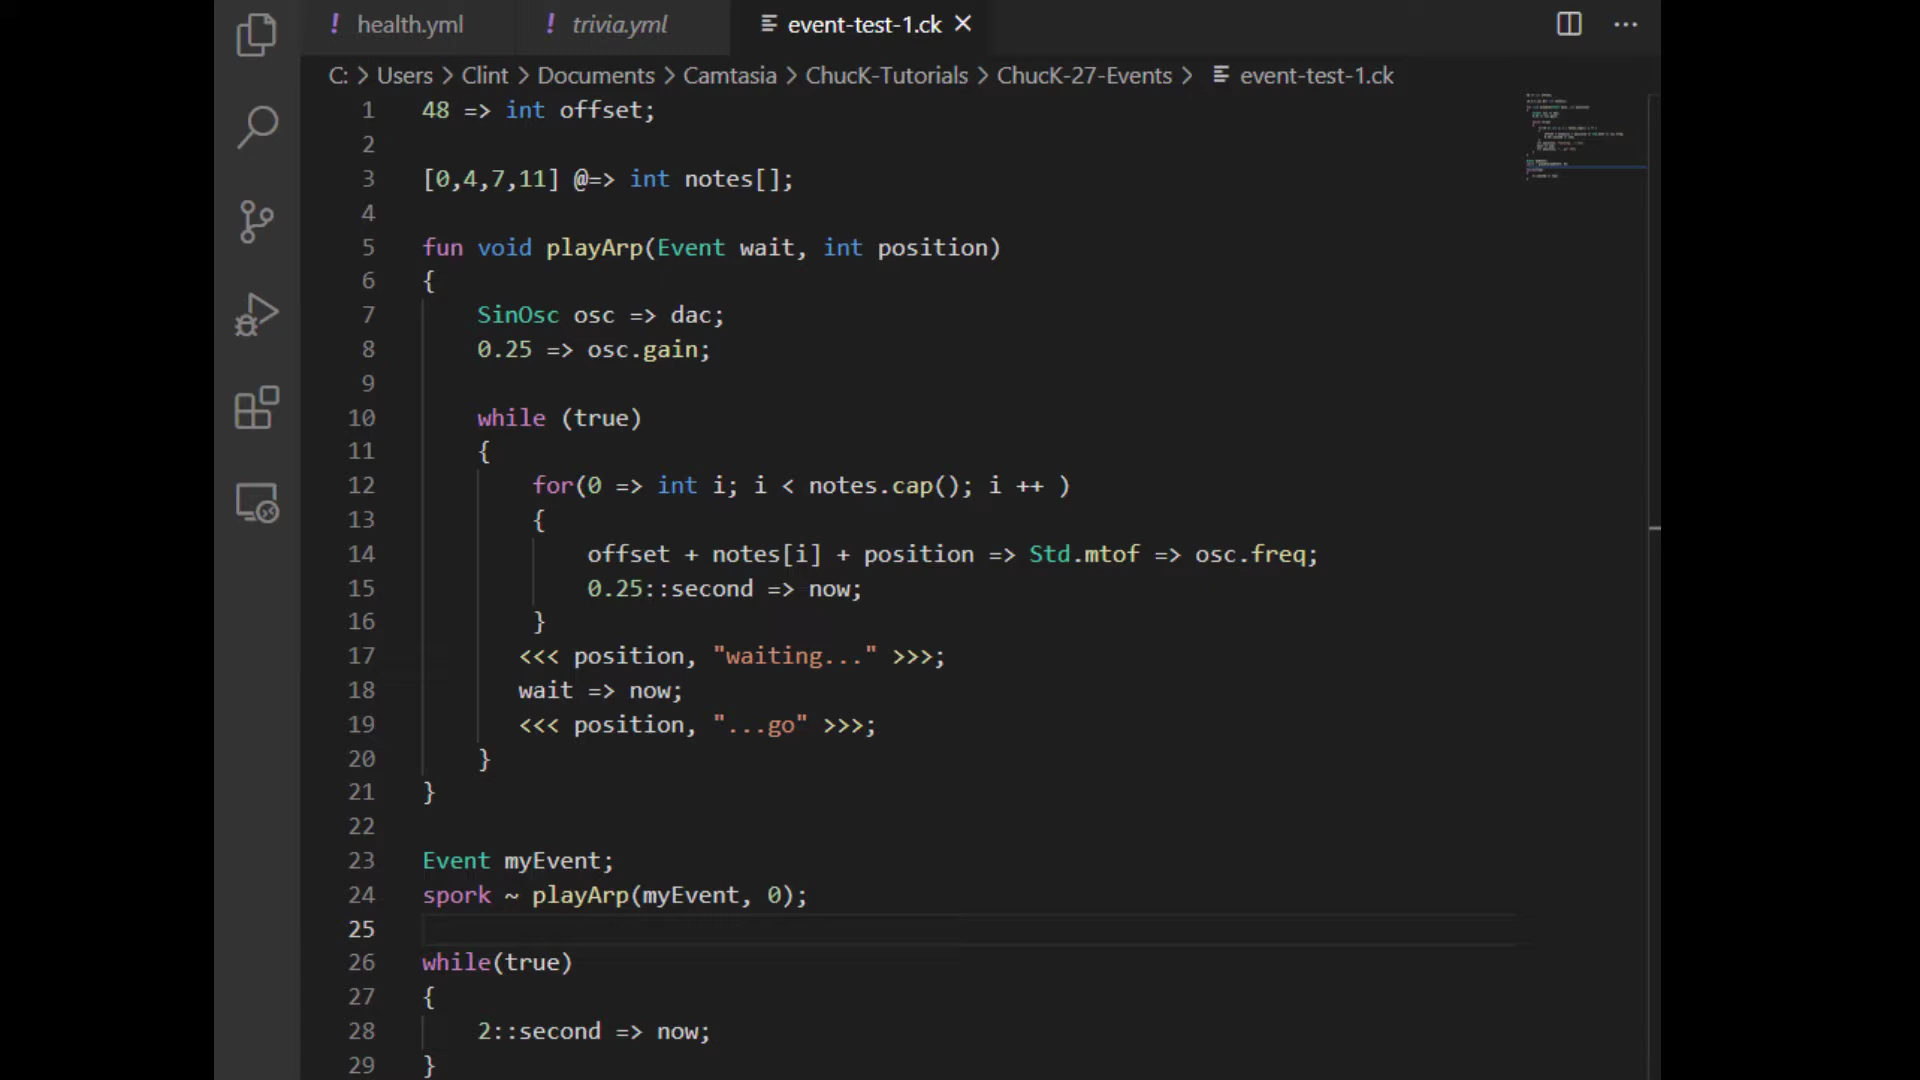 ! health.yml ! trivia.yml event-test-1.ck
C: > Users > Clint > Documents > Camtasia > ChucK-Tutorials > ChucK-27-Events > event-test-1.ck
1 48 => int offset;
2
3 [0,4,7,11] @=> int notes[];
4
5 fun void playArp(Event wait, int position)
6 {
7 SinOsc osc => dac;
8 0.25 => osc.gain;
9
10 while (true)
11 {
12 for(0 => int i; i < notes.cap(); i ++ )
13 {
14 offset + notes[i] + position => Std.mtof => osc.freq;
15 0.25::second => now;
16 }
17 <<< position, "waiting..." >>>;
18 wait => now;
19 <<< position, "...go" >>>;
20 }
21 }
22
23 Event myEvent;
24 spork ~ playArp(myEvent, 0);
25
26 while(true)
27 {
28 2::second => now;
29 }